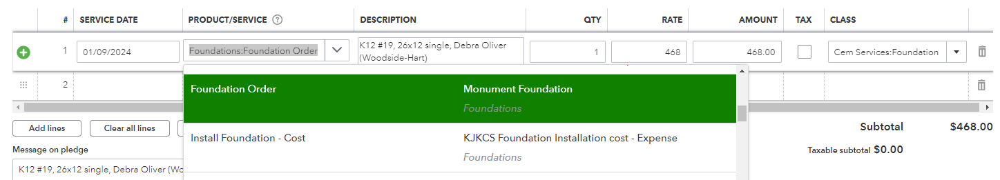 # SERVICE DATE PRODUCT/SERVICE ? DESCRIPTION QTY RATE AMOUNT TAX CLASS
1 01/09/2024 Foundations:Foundation Order K12 #19, 26x12 single, Debra Oliver
(Woodside-Hart) 1 468 468.00 Cem Services:Foundation
2
Foundation Order Monument Foundation
Foundations
Install Foundation - Cost KJKCS Foundation Installation cost - Expense
Foundations
Add lines Clear all lines
Subtotal $468.00
Message on pledge
Taxable subtotal $0.00
K12 #19, 26x12 single, Debra Oliver (Wo